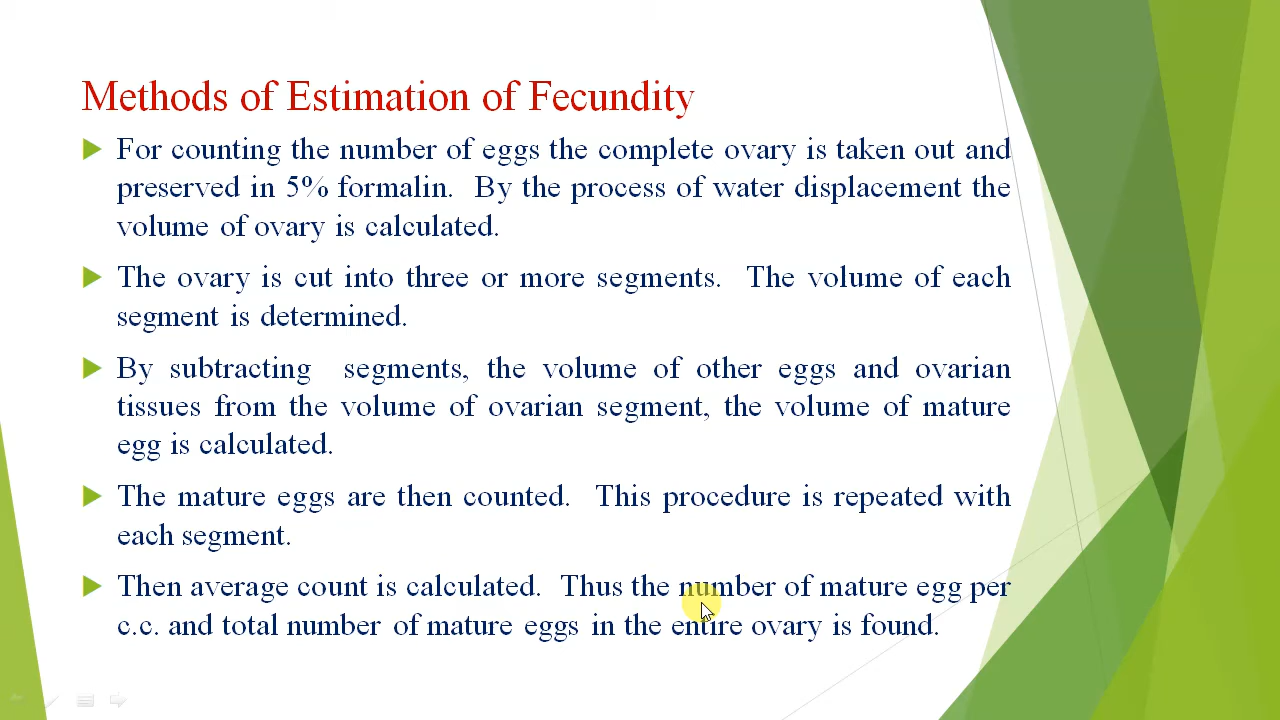 Methods of Estimation of Fecundity
For counting the number of eggs the complete ovary is taken out and
preserved in 5% formalin. By the process of water displacement the
volume of ovary is calculated.
The ovary is cut into three or more segments. The volume of each
segment is determined.
By subtracting segments, the volume of other eggs and ovarian
tissues from the volume of ovarian segment, the volume of mature
egg is calculated.
The mature eggs are then counted. This procedure is repeated with
each segment.
Then average count is calculated. Thus the number of mature egg per
c.c. and total number of mature eggs in the entire ovary is found.